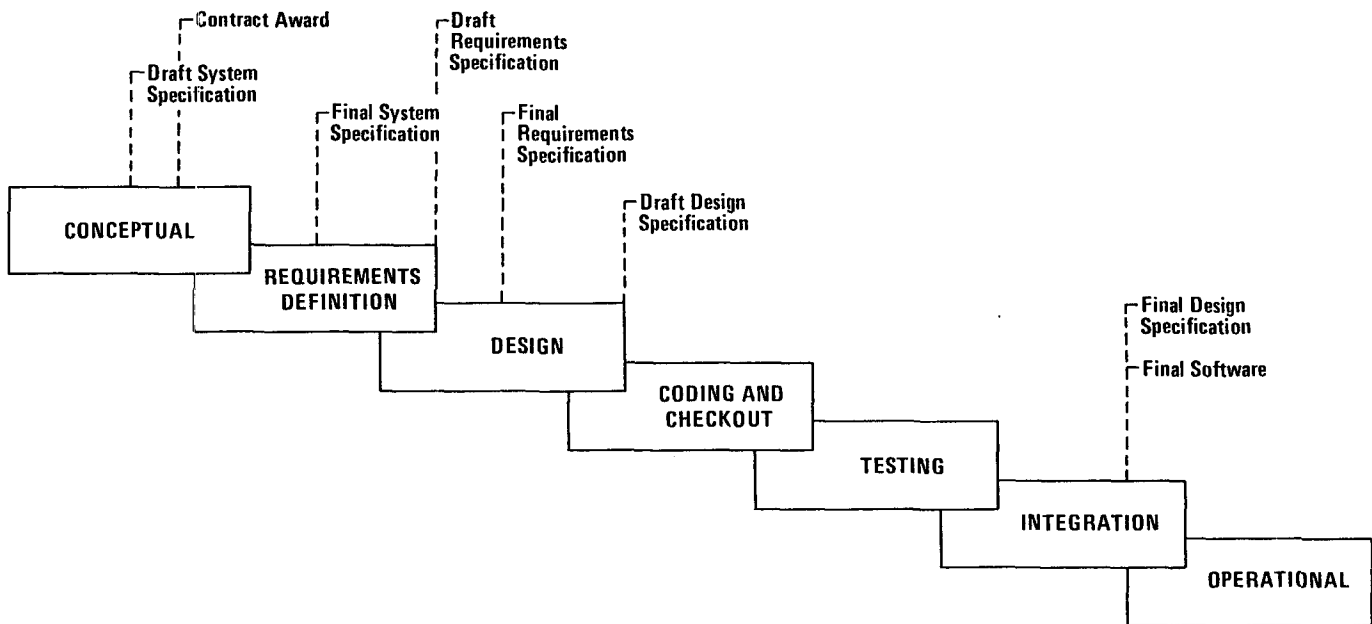 Contract Award
Draft
Requirements
Specification
Draft System
Specification
Final System
Specification
Final
Requirements
Specification
Draft Design
Specification
CONCEPTUAL
REQUIREMENTS
DEFINITION
DESIGN
Final Design
Specification
Final Software
CODING AND
CHECKOUT
TESTING
INTEGRATION
OPERATIONAL